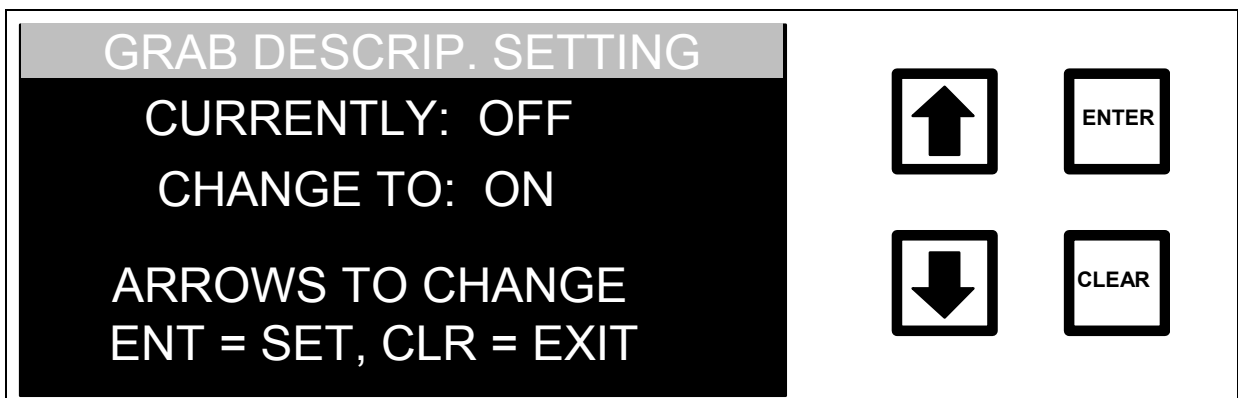 GRAB DESCRIP. SETTING
CURRENTLY: OFF
CHANGE TO: ON
ARROWS TO CHANGE
ENT = SET, CLR = EXIT
ENTER
CLEAR